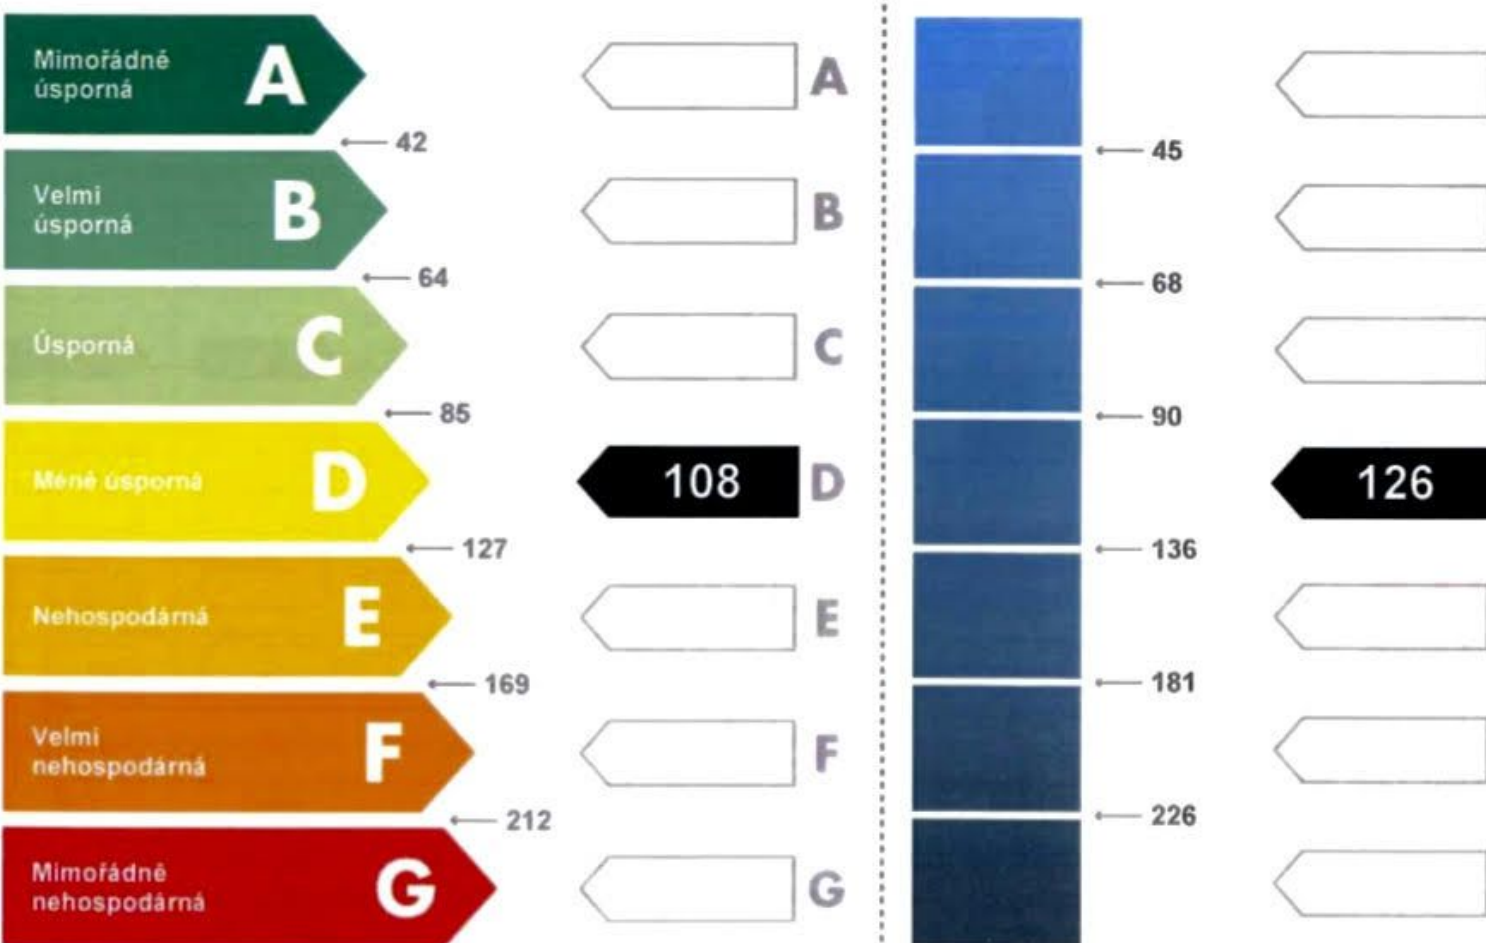 Mimořádně
úsporná
A
A
42
45
Velmi
úsporná
B
B
64
68
Úsporná
C
C
85
90
Méně úsporná
D
108
D
126
127
136
Nehospodárná
E
E
169
181
Velmi
nehospodárná
F
F
212
226
Mimořádně
nehospodárná
G
G